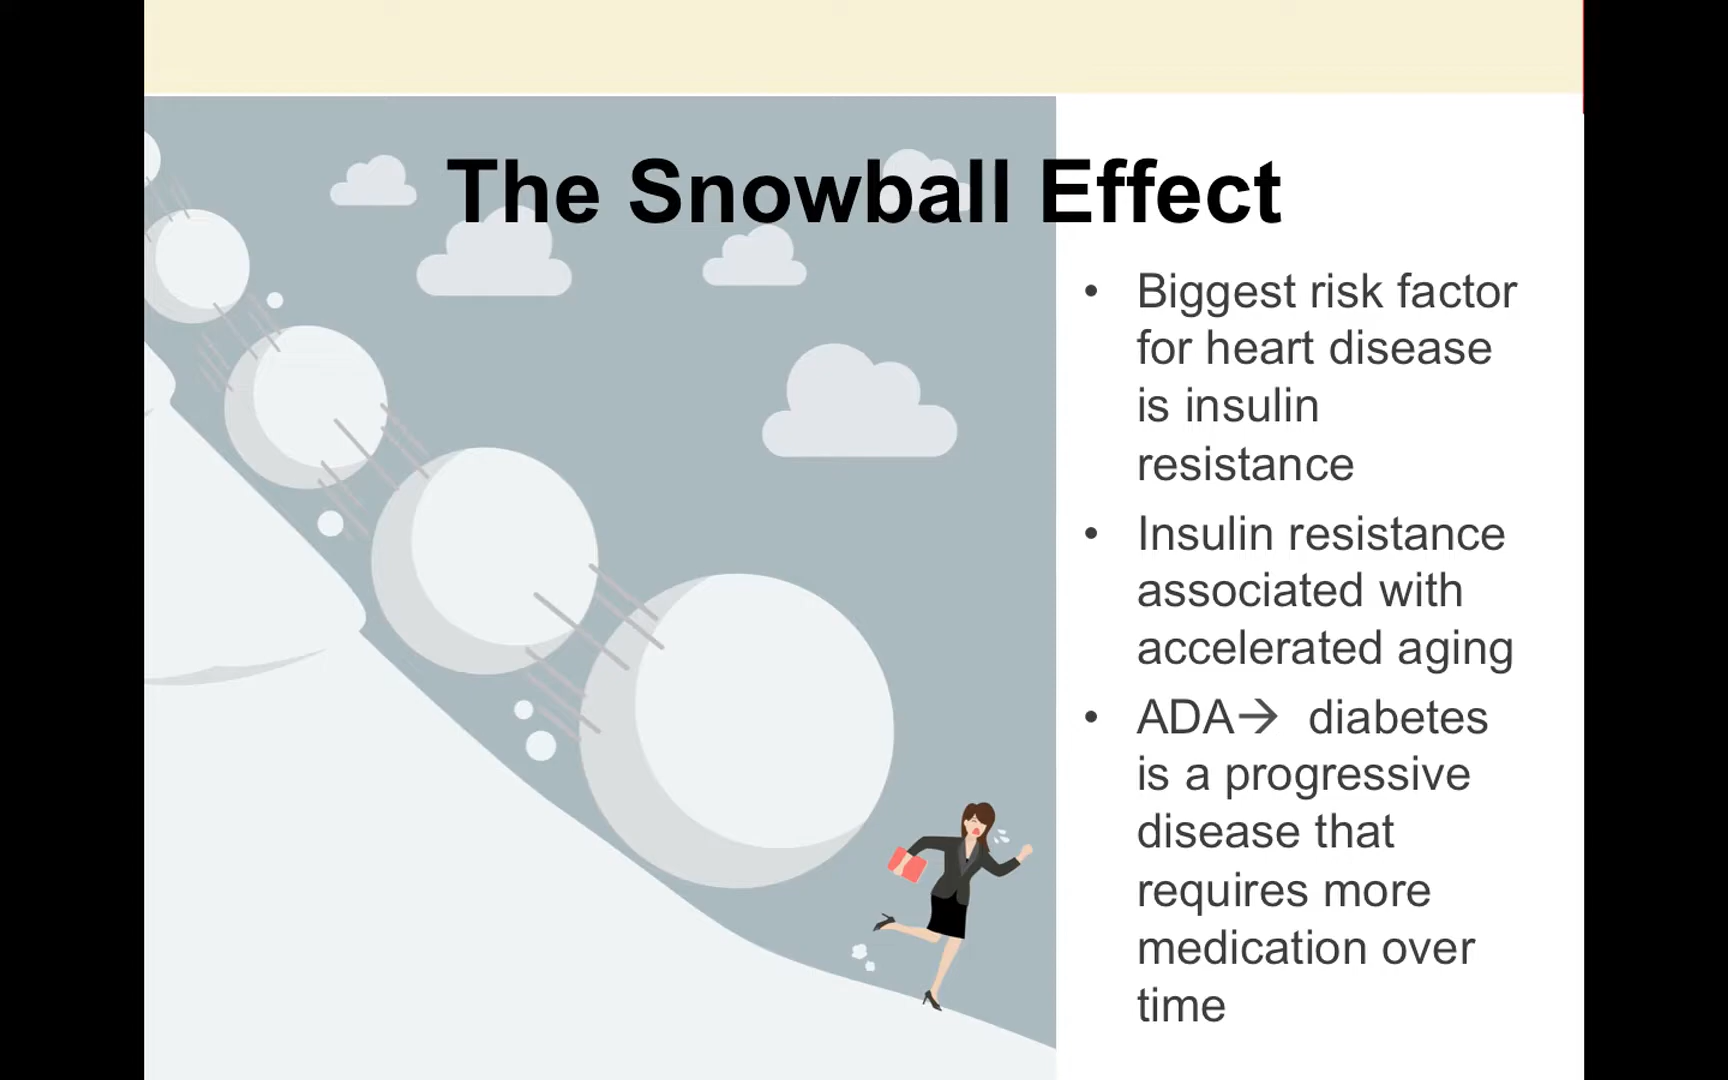 The Snowball Effect
• Biggest risk factor
for heart disease
is insulin
resistance
• Insulin resistance
associated with
accelerated aging
• ADA→ diabetes
is a progressive
disease that
requires more
medication over
time